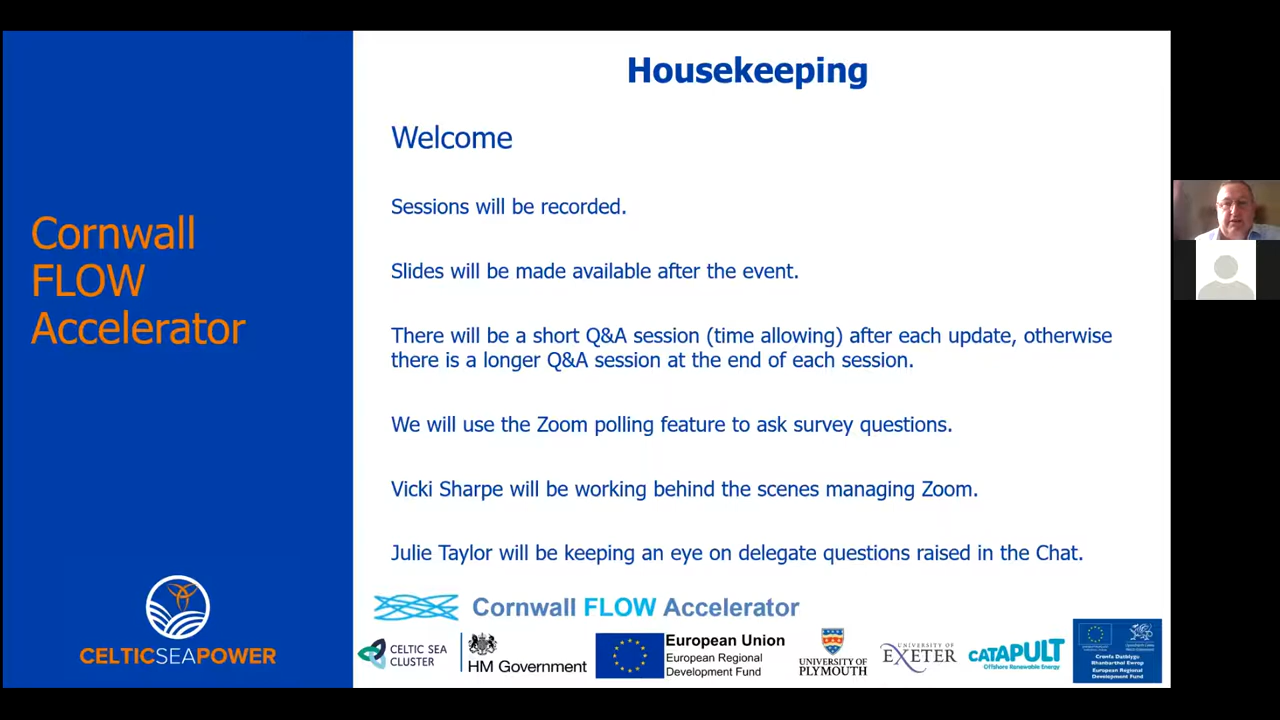 Housekeeping
Welcome
Sessions will be recorded.
Slides will be made available after the event.
There will be a short Q&A session (time allowing) after each update, otherwise
there is a longer Q&A session at the end of each session.
We will use the Zoom polling feature to ask survey questions.
Vicki Sharpe will be working behind the scenes managing Zoom.
Julie Taylor will be keeping an eye on delegate questions raised in the Chat.
Cornwall
FLOW
Accelerator
CELTICSEAPOWER
Cornwall FLOW Accelerator
CELTIC SEA
CLUSTER
HM Government
European Union
European Regional
Development Fund
UNIVERSITY OF
PLYMOUTH
UNIVERSITY OF
EXETER
CATAPULT
Offshore Renewable Energy
Cronfa Datblygu
Rhanbarthol Ewrop
European Regional
Development Fund